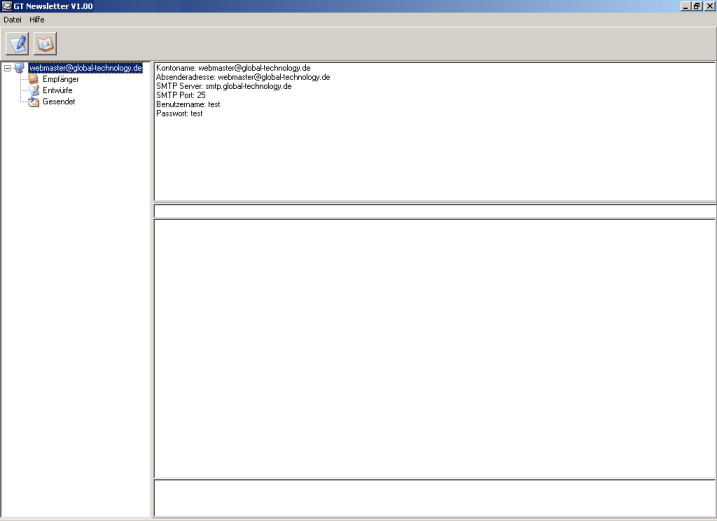 GT Newsletter V1.00
Datei Hilfe
webmaster@global-technology.de
Empfänger
Entwürfe
Gesendet
Kontoname: webmaster@global-technology.de
Absenderadresse: webmaster@global-technology.de
SMTP Server: smtp.global-technology.de
SMTP Port: 25
Benutzername: test
Passwort: test